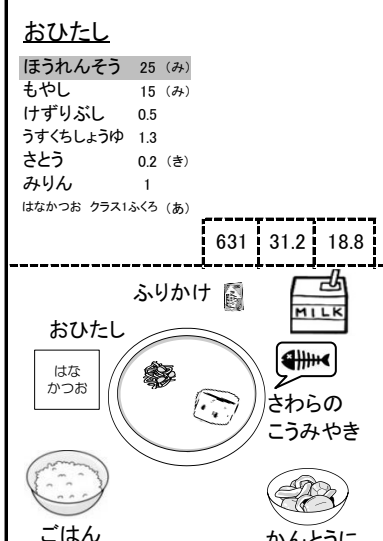 おひたし
ほうれんそう 25 (み)
もやし 15 (み)
けずりぶし 0.5
うすくちしょうゆ 1.3
さとう 0.2 (き)
みりん 1
はなかつお クラス1ふくろ (あ)
631 31.2 18.8
ふりかけ
MILK
おひたし
はな
かつお
さわらの
こうみやき
ごはん
かんとうに